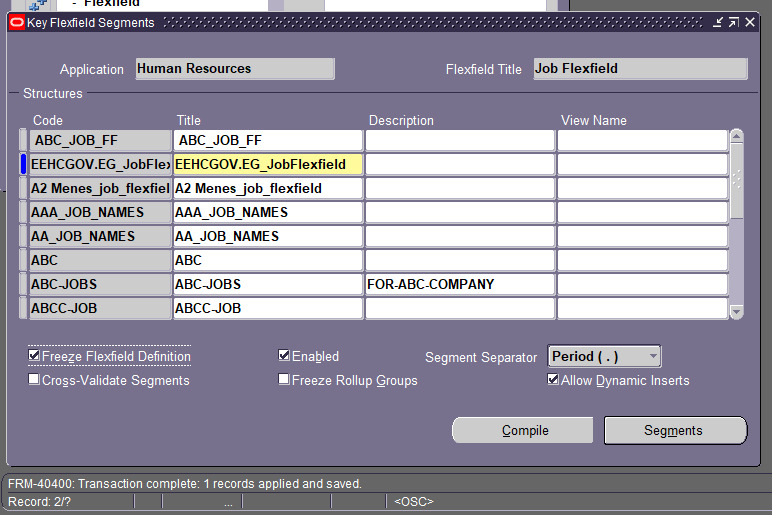 Flexfield
Key Flexfield Segments
Application Human Resources Flexfield Title Job Flexfield
Structures
Code Title Description View Name
ABC_JOB_FF ABC_JOB_FF
EEHCGOV.EG_JobFlex EEHCGOV.EG_JobFlexfield
A2 Menes_job_flexfiel A2 Menes_job_flexfield
AAA_JOB_NAMES AAA_JOB_NAMES
AA_JOB_NAMES AA_JOB_NAMES
ABC ABC
ABC-JOBS ABC-JOBS FOR-ABC-COMPANY
ABCC-JOB ABCC-JOB
Freeze Flexfield Definition Enabled Segment Separator Period ( . )
Cross-Validate Segments Freeze Rollup Groups Allow Dynamic Inserts
Compile Segments
FRM-40400: Transaction complete: 1 records applied and saved.
Record: 2/? ... <OSC>